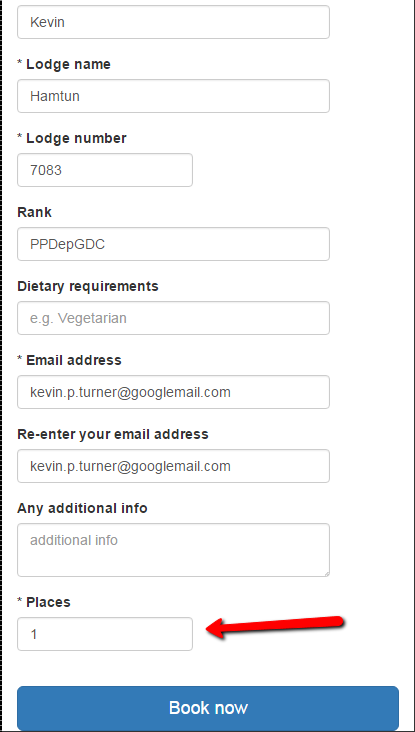 Kevin
* Lodge name
Hamtun
* Lodge number
7083
Rank
PPDepGDC
Dietary requirements
e.g. Vegetarian
* Email address
kevin.p.turner@googlemail.com
Re-enter your email address
kevin.p.turner@googlemail.com
Any additional info
additional info
* Places
1
Book now